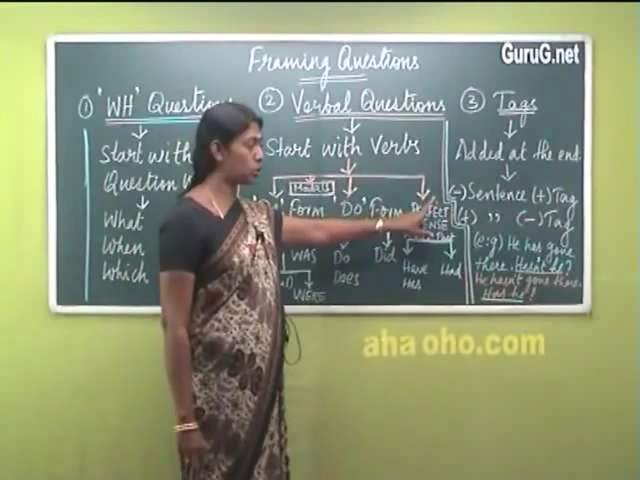 GuruG.net
Framing Questions
① 'WH' Questions
Start with
Question
What
When
Which
② Verbal Questions
Start with Verbs
Modals
Form
WAS
WERE
'Do' Form
Do
Does
Did
Have
Has
Had
③ Tags
Added at the end
(-) Sentence (+) Tag
(+) ,, (-) Tag
(e:g) He has gone
there. Hasn't he?
He hasn't gone there.
Has he?
aha oho.com